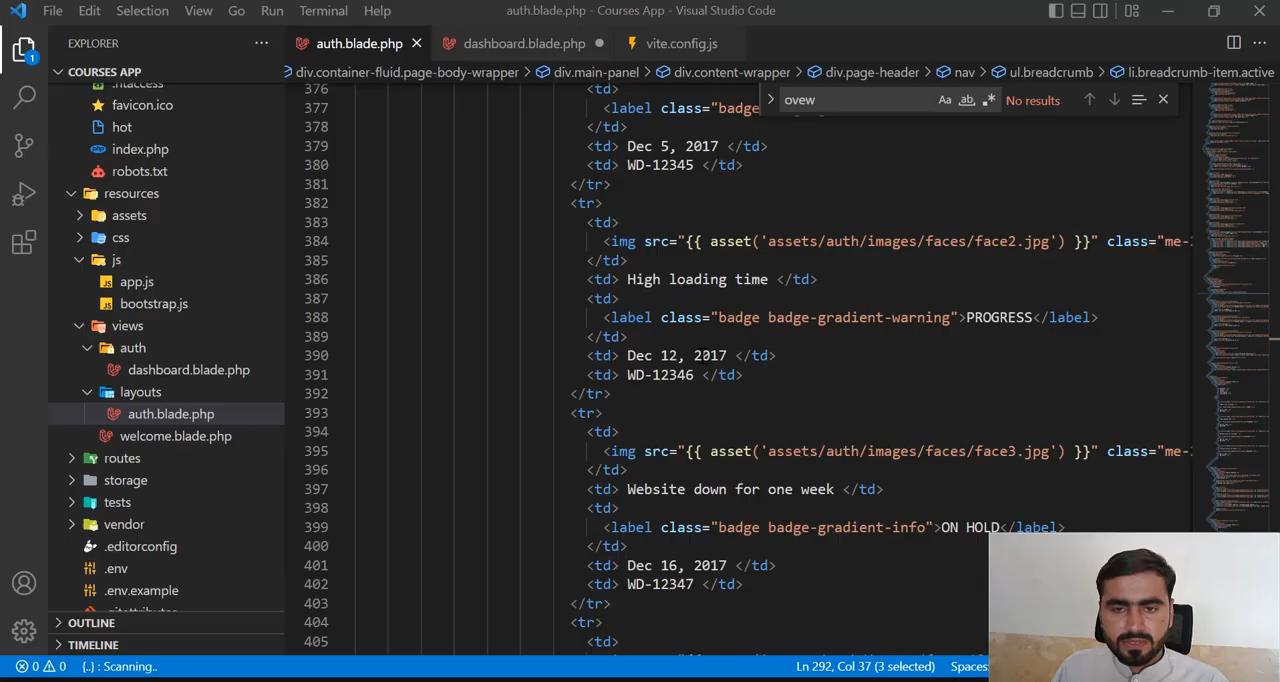 File Edit Selection View Go Run Terminal Help auth.blade.php - Courses App - Visual Studio Code
EXPLORER
COURSES APP
.htaccess
favicon.ico
hot
index.php
robots.txt
resources
assets
css
js
app.js
bootstrap.js
views
auth
dashboard.blade.php
layouts
auth.blade.php
welcome.blade.php
routes
storage
tests
vendor
.editorconfig
.env
.env.example
.gitattributes
OUTLINE
TIMELINE
1
auth.blade.php dashboard.blade.php vite.config.js
div.container-fluid.page-body-wrapper > div.main-panel > div.content-wrapper > div.page-header > nav > ul.breadcrumb > li.breadcrumb-item.active
ovew Aa ab No results
376 <td>
377 <label class="badge
378 </td>
379 <td> Dec 5, 2017 </td>
380 <td> WD-12345 </td>
381 </tr>
382 <tr>
383 <td>
384 <img src="{{ asset('assets/auth/images/faces/face2.jpg') }}" class="me-
385 </td>
386 <td> High loading time </td>
387 <td>
388 <label class="badge badge-gradient-warning">PROGRESS</label>
389 </td>
390 <td> Dec 12, 2017 </td>
391 <td> WD-12346 </td>
392 </tr>
393 <tr>
394 <td>
395 <img src="{{ asset('assets/auth/images/faces/face3.jpg') }}" class="me-
396 </td>
397 <td> Website down for one week </td>
398 <td>
399 <label class="badge badge-gradient-info">ON HOLD</label>
400 </td>
401 <td> Dec 16, 2017 </td>
402 <td> WD-12347 </td>
403 </tr>
404 <tr>
405 <td>
0 0 {..} : Scanning.. Ln 292, Col 37 (3 selected) Spaces: